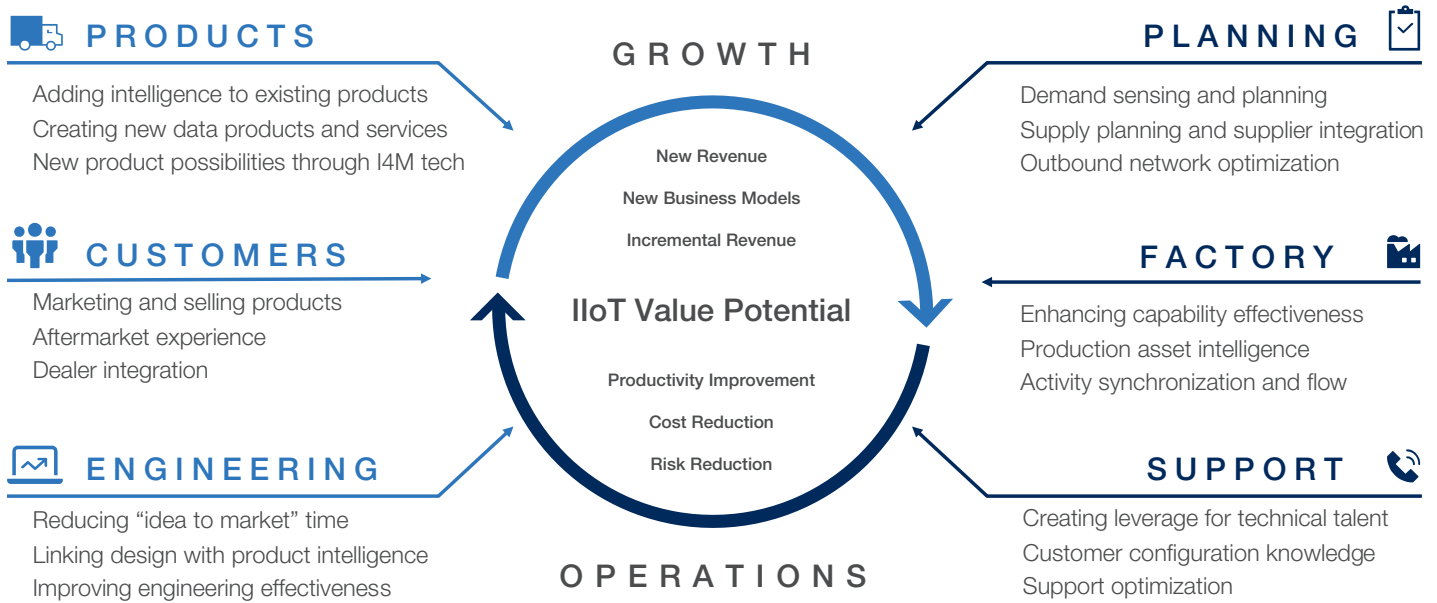 PRODUCTS
Adding intelligence to existing products
Creating new data products and services
New product possibilities through I4M tech
CUSTOMERS
Marketing and selling products
Aftermarket experience
Dealer integration
ENGINEERING
Reducing “idea to market” time
Linking design with product intelligence
Improving engineering effectiveness
GROWTH
New Revenue
New Business Models
Incremental Revenue
IIoT Value Potential
Productivity Improvement
Cost Reduction
Risk Reduction
OPERATIONS
PLANNING
Demand sensing and planning
Supply planning and supplier integration
Outbound network optimization
FACTORY
Enhancing capability effectiveness
Production asset intelligence
Activity synchronization and flow
SUPPORT
Creating leverage for technical talent
Customer configuration knowledge
Support optimization